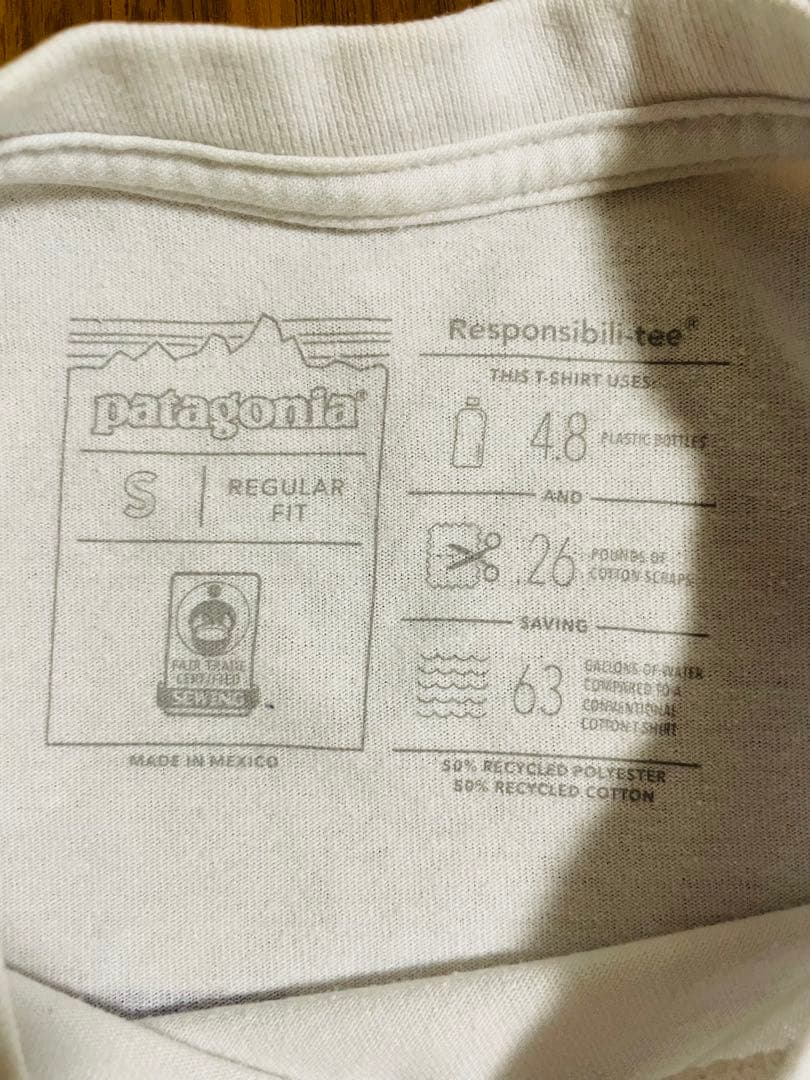 patagonia®
S
REGULAR
FIT
FAIR TRADE
CERTIFIED
SEWING
MADE IN MEXICO
Responsibili-tee®
THIS T-SHIRT USES:
4.8 PLASTIC BOTTLES
AND
.26 POUNDS OF
COTTON SCRAPS
SAVING
63 GALLONS OF WATER
COMPARED TO A
CONVENTIONAL
COTTON T-SHIRT
50% RECYCLED POLYESTER
50% RECYCLED COTTON